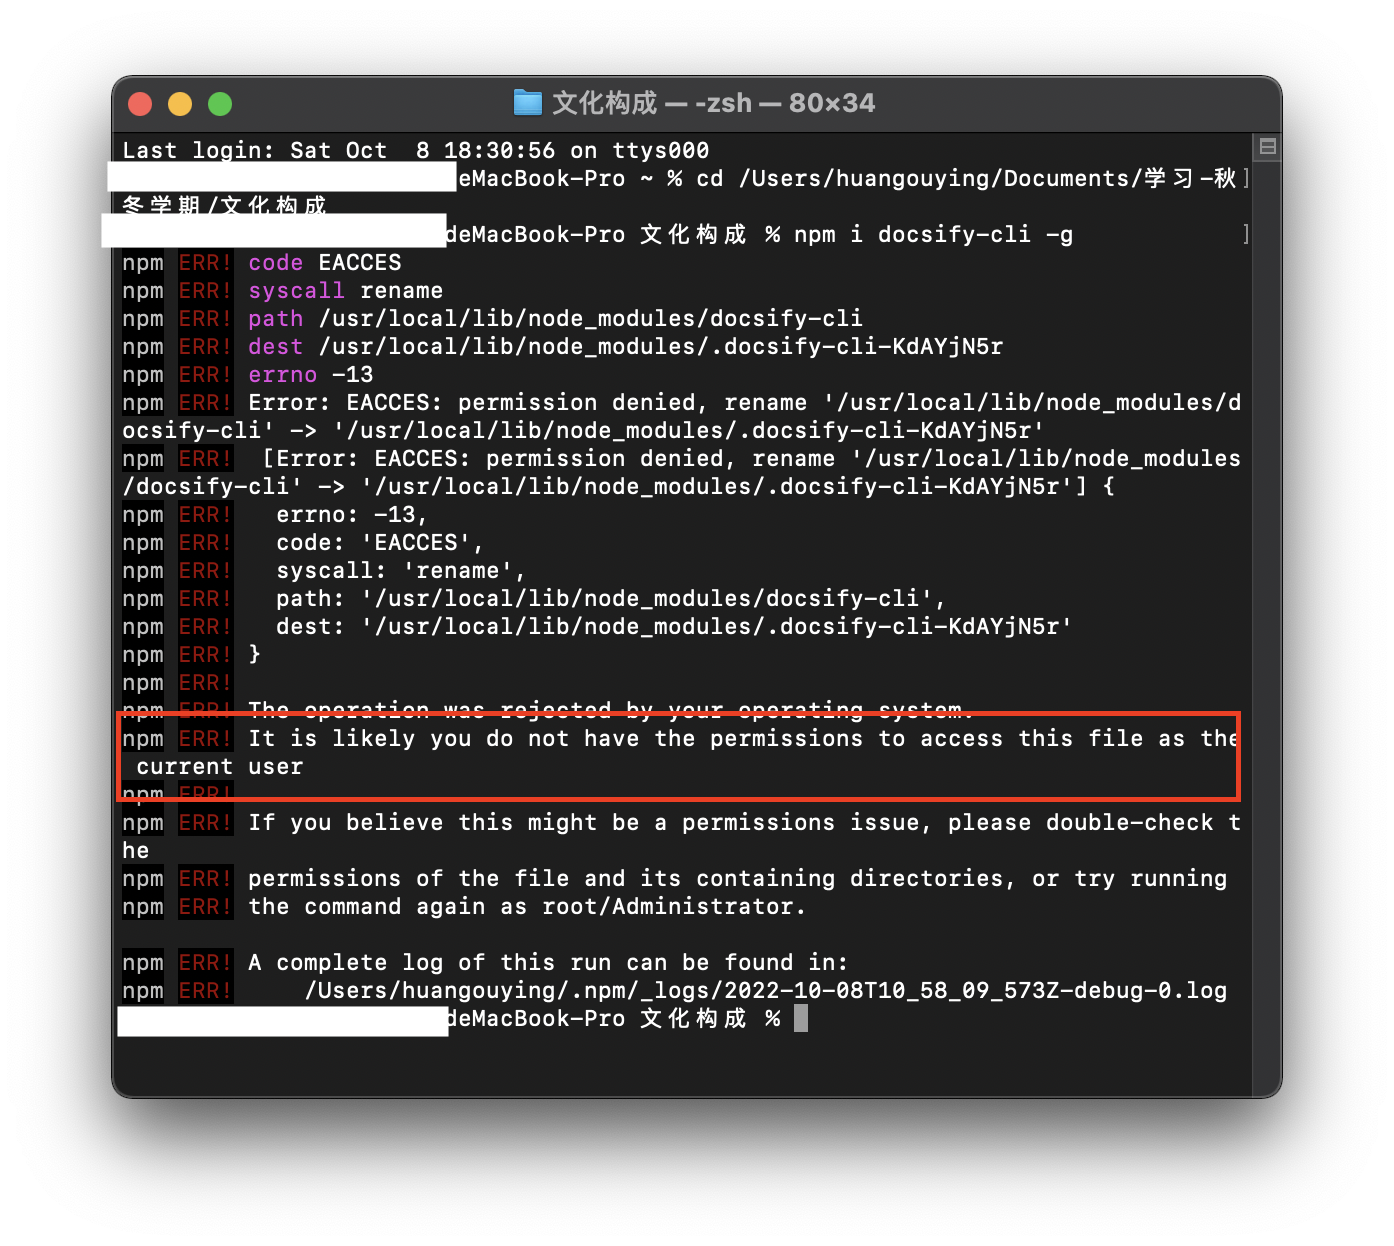 文化构成 — -zsh — 80×34
Last login: Sat Oct  8 18:30:56 on ttys000
eMacBook-Pro ~ % cd /Users/huangouying/Documents/学习-秋
冬学期/文化构成
deMacBook-Pro 文化构成 % npm i docsify-cli -g
npm ERR! code EACCES
npm ERR! syscall rename
npm ERR! path /usr/local/lib/node_modules/docsify-cli
npm ERR! dest /usr/local/lib/node_modules/.docsify-cli-KdAYjN5r
npm ERR! errno -13
npm ERR! Error: EACCES: permission denied, rename '/usr/local/lib/node_modules/d
ocsify-cli' -> '/usr/local/lib/node_modules/.docsify-cli-KdAYjN5r'
npm ERR!  [Error: EACCES: permission denied, rename '/usr/local/lib/node_modules
/docsify-cli' -> '/usr/local/lib/node_modules/.docsify-cli-KdAYjN5r'] {
npm ERR!   errno: -13,
npm ERR!   code: 'EACCES',
npm ERR!   syscall: 'rename',
npm ERR!   path: '/usr/local/lib/node_modules/docsify-cli',
npm ERR!   dest: '/usr/local/lib/node_modules/.docsify-cli-KdAYjN5r'
npm ERR! }
npm ERR!
npm ERR! The operation was rejected by your operating system.
npm ERR! It is likely you do not have the permissions to access this file as the
 current user
npm ERR!
npm ERR! If you believe this might be a permissions issue, please double-check t
he
npm ERR! permissions of the file and its containing directories, or try running
npm ERR! the command again as root/Administrator.
npm ERR! A complete log of this run can be found in:
npm ERR!     /Users/huangouying/.npm/_logs/2022-10-08T10_58_09_573Z-debug-0.log
deMacBook-Pro 文化构成 %